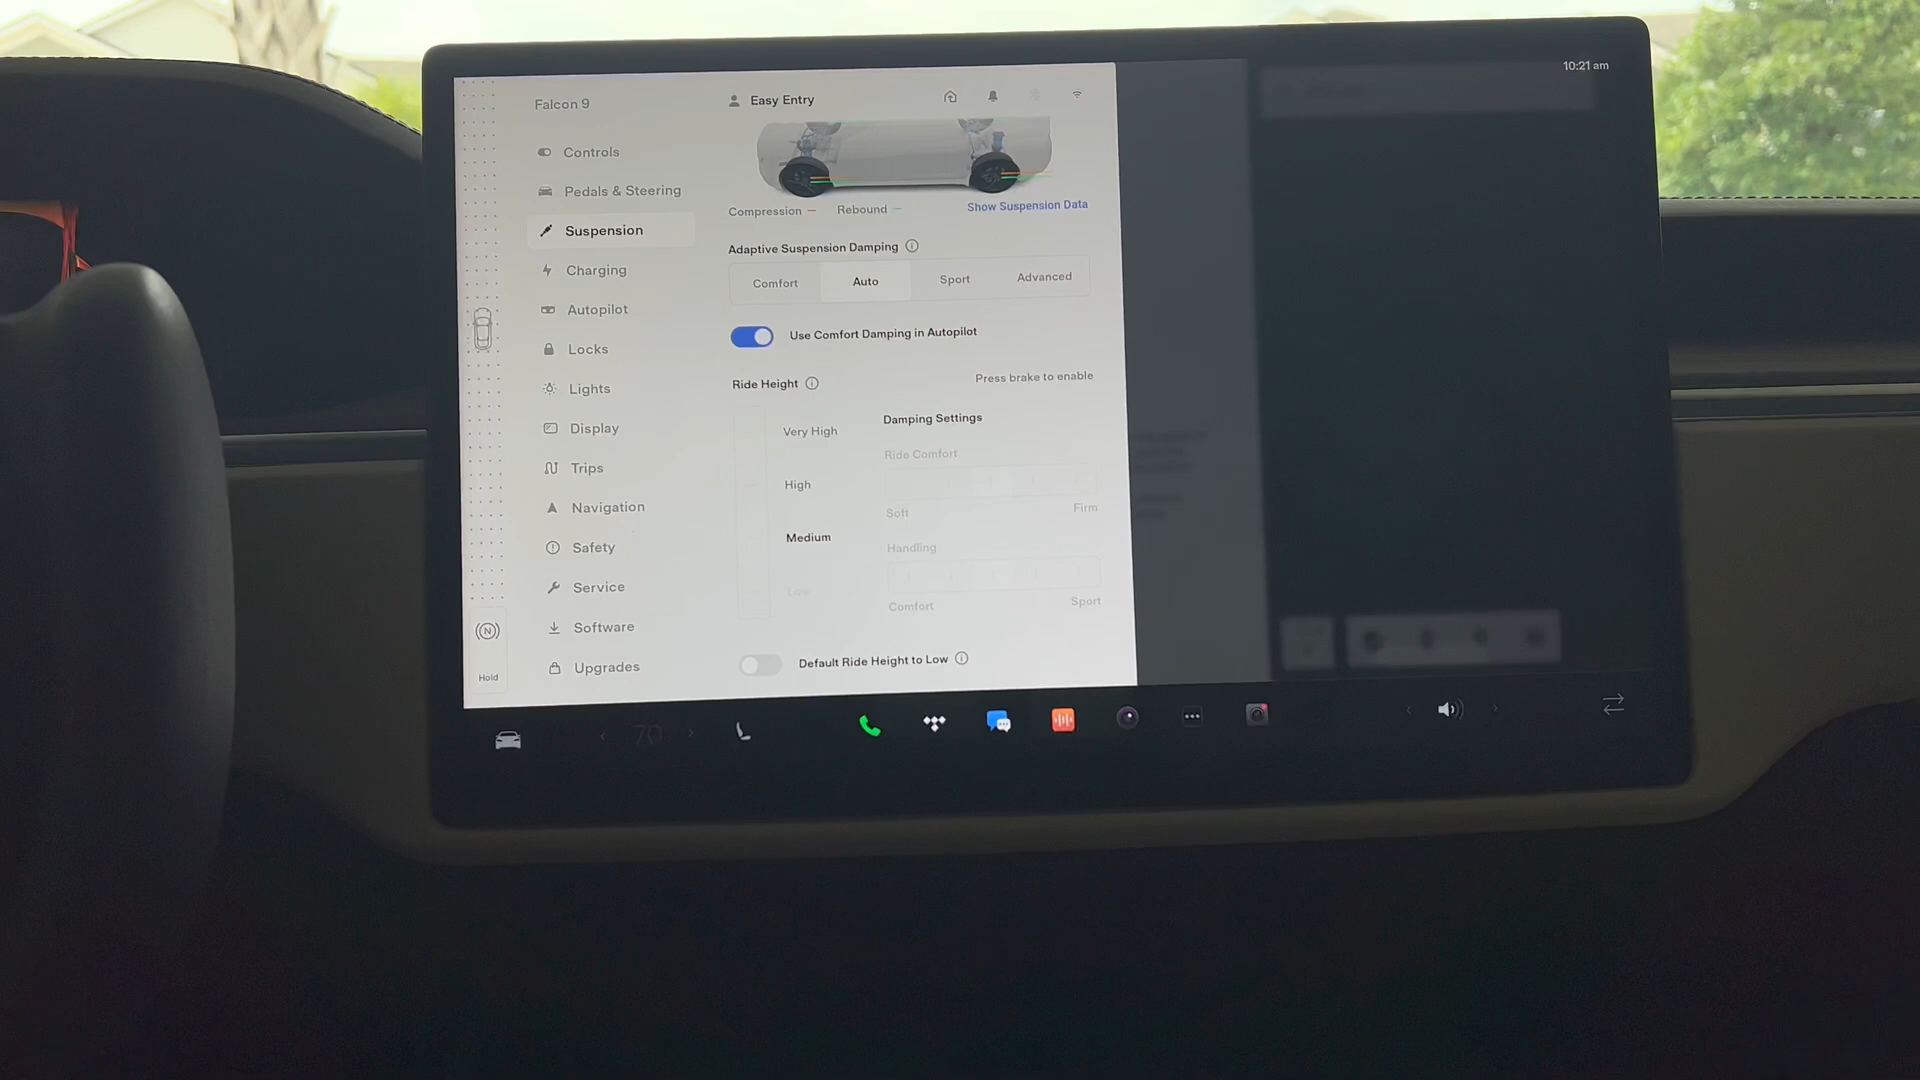 10:21 am
Falcon 9
Easy Entry
Controls
Pedals & Steering
Suspension
Charging
Autopilot
Locks
Lights
Display
Trips
Navigation
Safety
Service
Software
Upgrades
Compression
Rebound
Show Suspension Data
Adaptive Suspension Damping
Comfort
Auto
Sport
Advanced
Use Comfort Damping in Autopilot
Ride Height
Press brake to enable
Very High
High
Medium
Low
Damping Settings
Ride Comfort
Soft
Firm
Handling
Comfort
Sport
Default Ride Height to Low
N
Hold
70